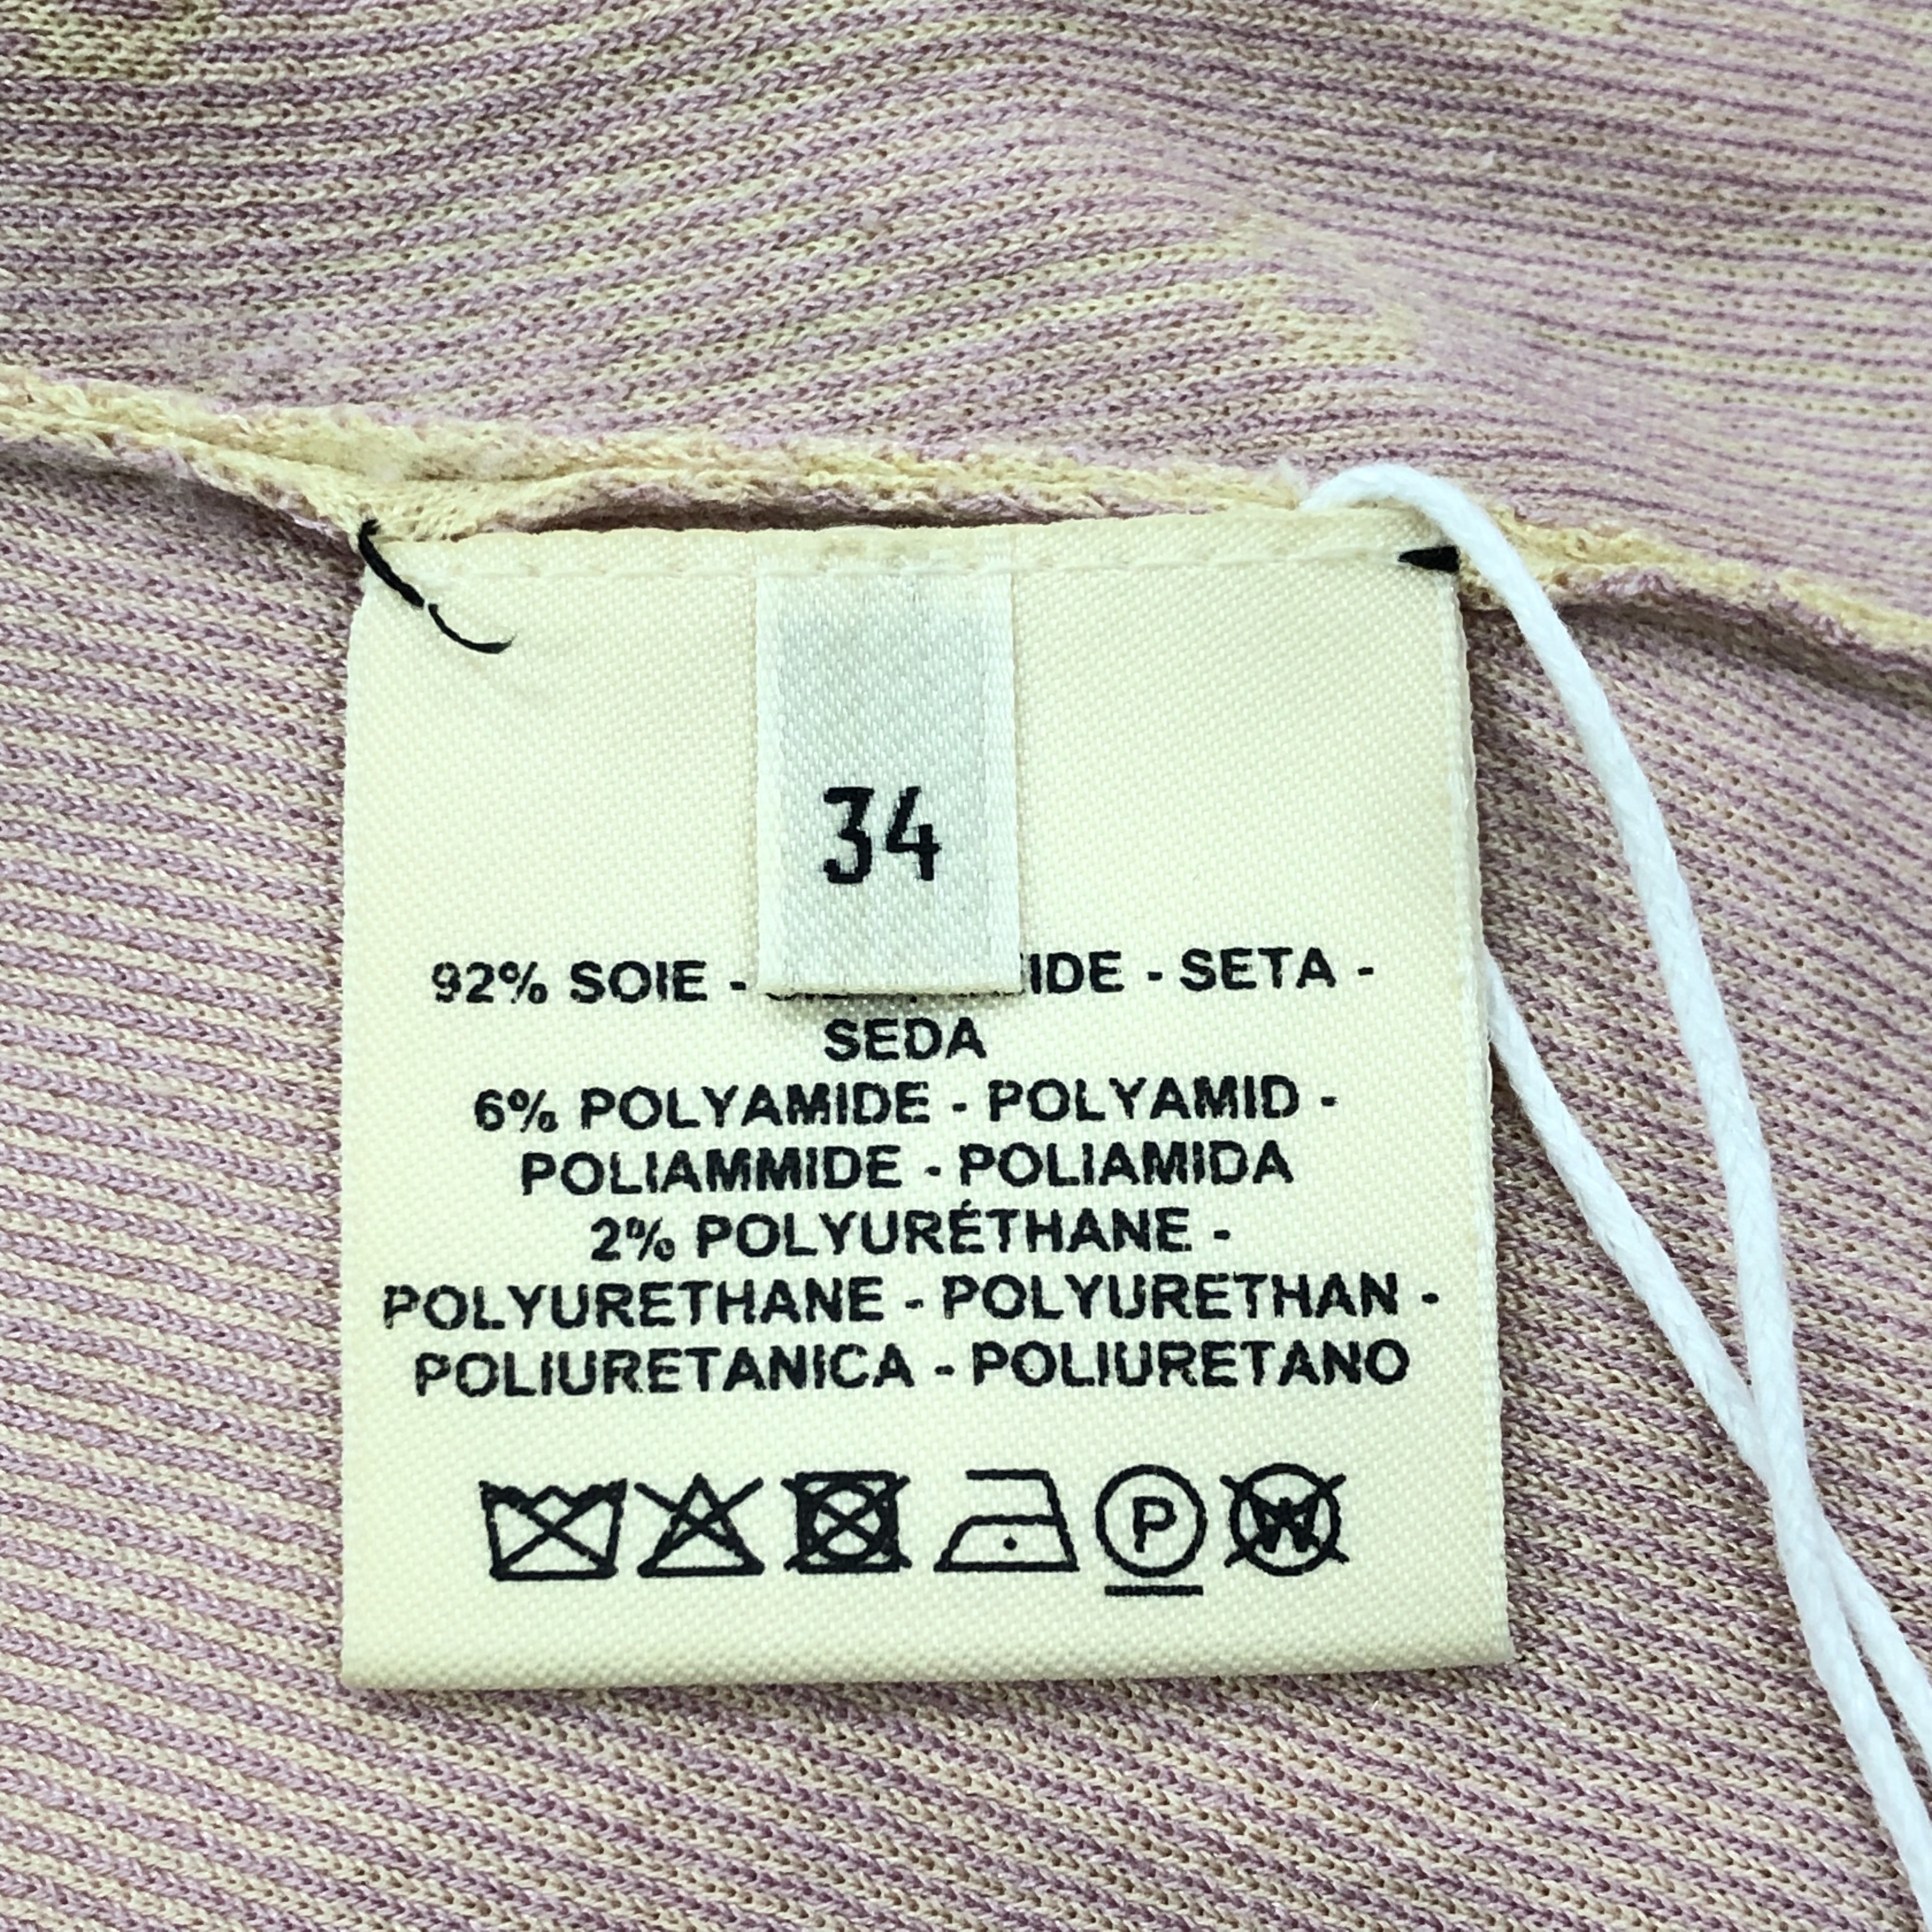 34
92% SOIE - IDE - SETA -
SEDA
6% POLYAMIDE - POLYAMID -
POLIAMMIDE - POLIAMIDA
2% POLYURÉTHANE -
POLYURETHANE - POLYURETHAN -
POLIURETANICA - POLIURETANO
P W